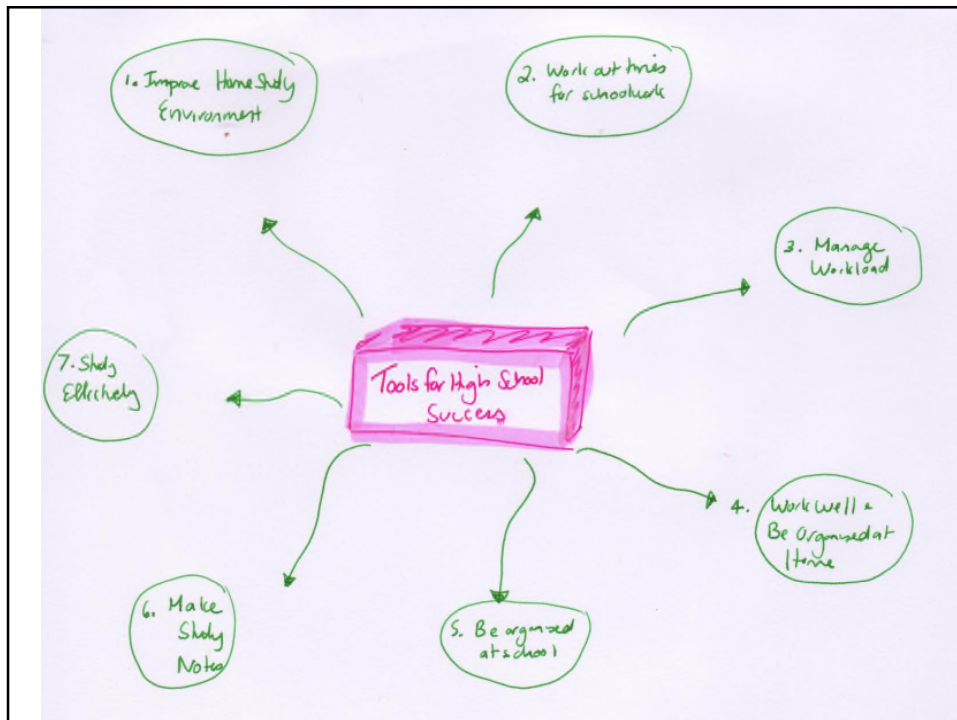 Tools for High School
Success
1. Improve Home Study
Environment
2. Work out times
for schoolwork
3. Manage
Workload
4. Work Well &
Be Organised at
Home
5. Be organised
at school
6. Make
Study
Notes
7. Study
Effectively